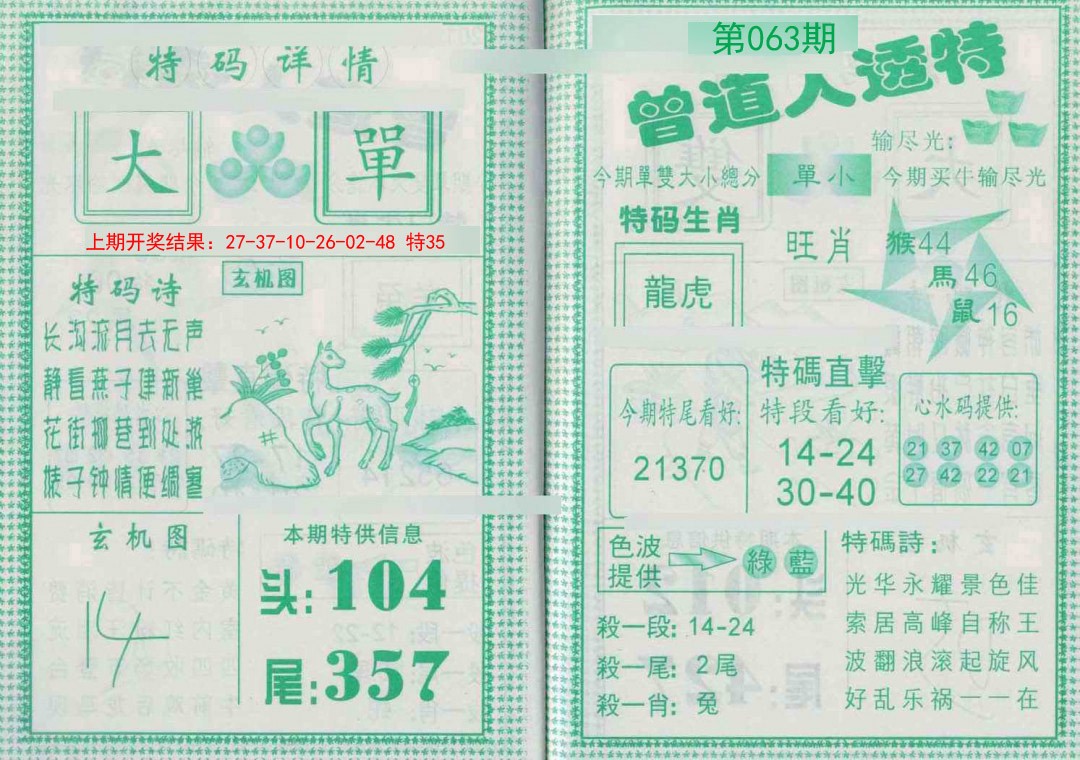 特码详情
大
單
上期开奖结果：27-37-10-26-02-48 特35
特码诗
长沟流月去无声
静看燕子建新巢
花街柳巷到处游
婊子钟情便绸寒
玄机图
井
玄机图
14
本期特供信息
头:104
尾:357
第063期
曾道人透特
输尽光:
今期單雙大小總分
單小
今期买牛输尽光
特码生肖
龍虎
旺肖
猴44
馬46
鼠16
今期特尾看好:
21370
特碼直擊
特段看好:
14-24
30-40
心水码提供:
21 37 42 07
27 42 22 21
色波
提供
綠 藍
殺一段: 14-24
殺一尾: 2尾
殺一肖: 兔
特碼詩:
光华永耀景色佳
索居高峰自称王
波翻浪滚起旋风
好乱乐祸一一在